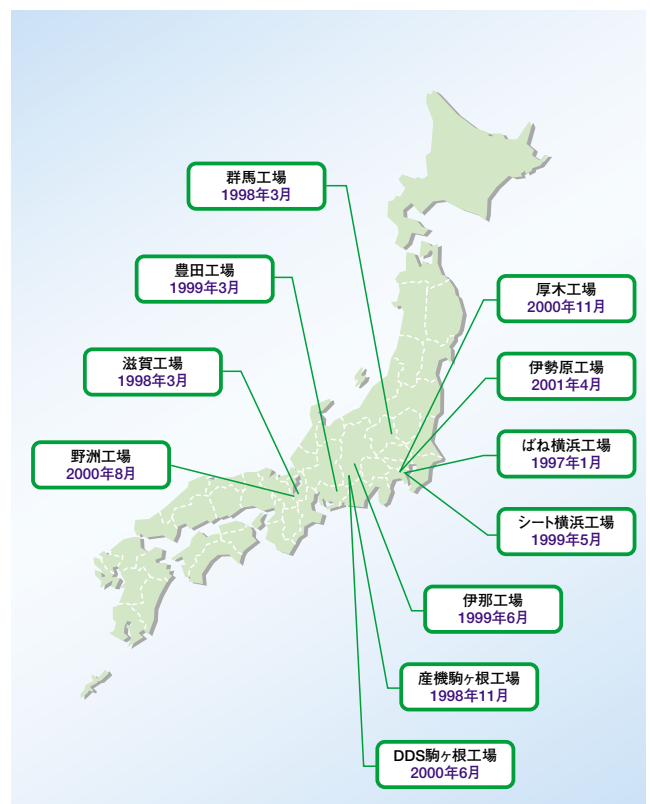 群馬工場
1998年3月
豊田工場
1999年3月
滋賀工場
1998年3月
野洲工場
2000年8月
厚木工場
2000年11月
伊勢原工場
2001年4月
ばね横浜工場
1997年1月
シート横浜工場
1999年5月
伊那工場
1999年6月
産機駒ヶ根工場
1998年11月
DDS駒ヶ根工場
2000年6月